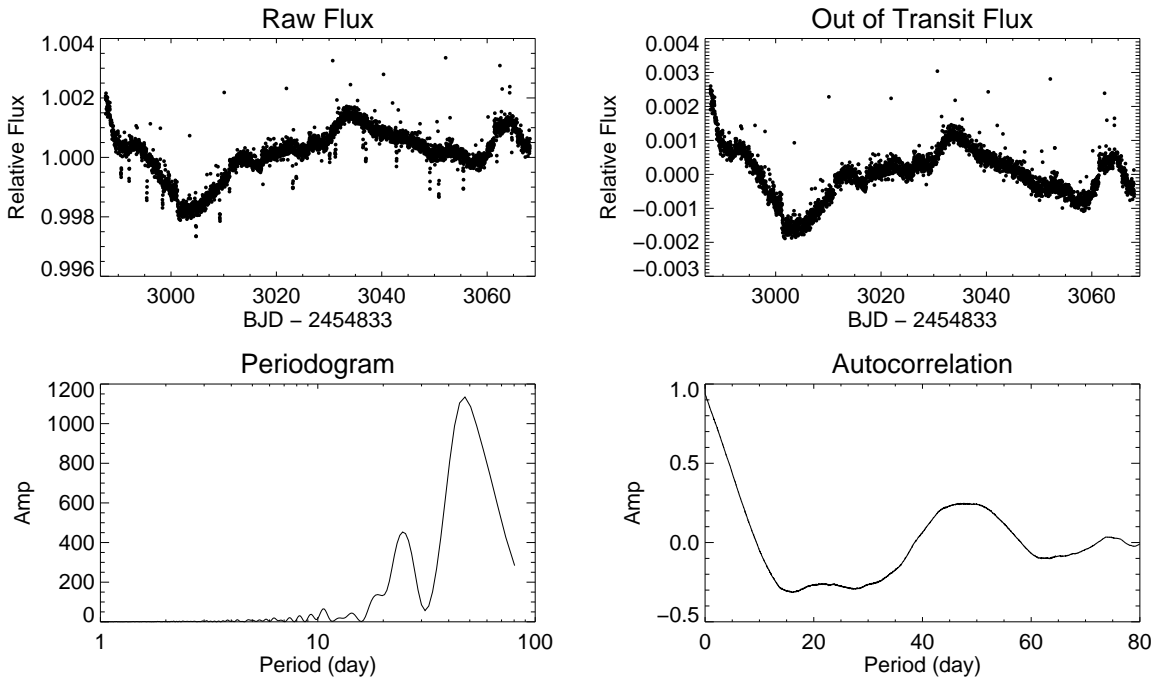 Raw Flux
1.004
1.002
1.000
0.998
0.996
Relative Flux
3000 3020 3040 3060
BJD − 2454833
Out of Transit Flux
0.004
0.003
0.002
0.001
0.000
−0.001
−0.002
−0.003
Relative Flux
3000 3020 3040 3060
BJD − 2454833
Periodogram
1200
1000
800
600
400
200
0
Amp
1 10 100
Period (day)
Autocorrelation
1.0
0.5
0.0
−0.5
Amp
0 20 40 60 80
Period (day)